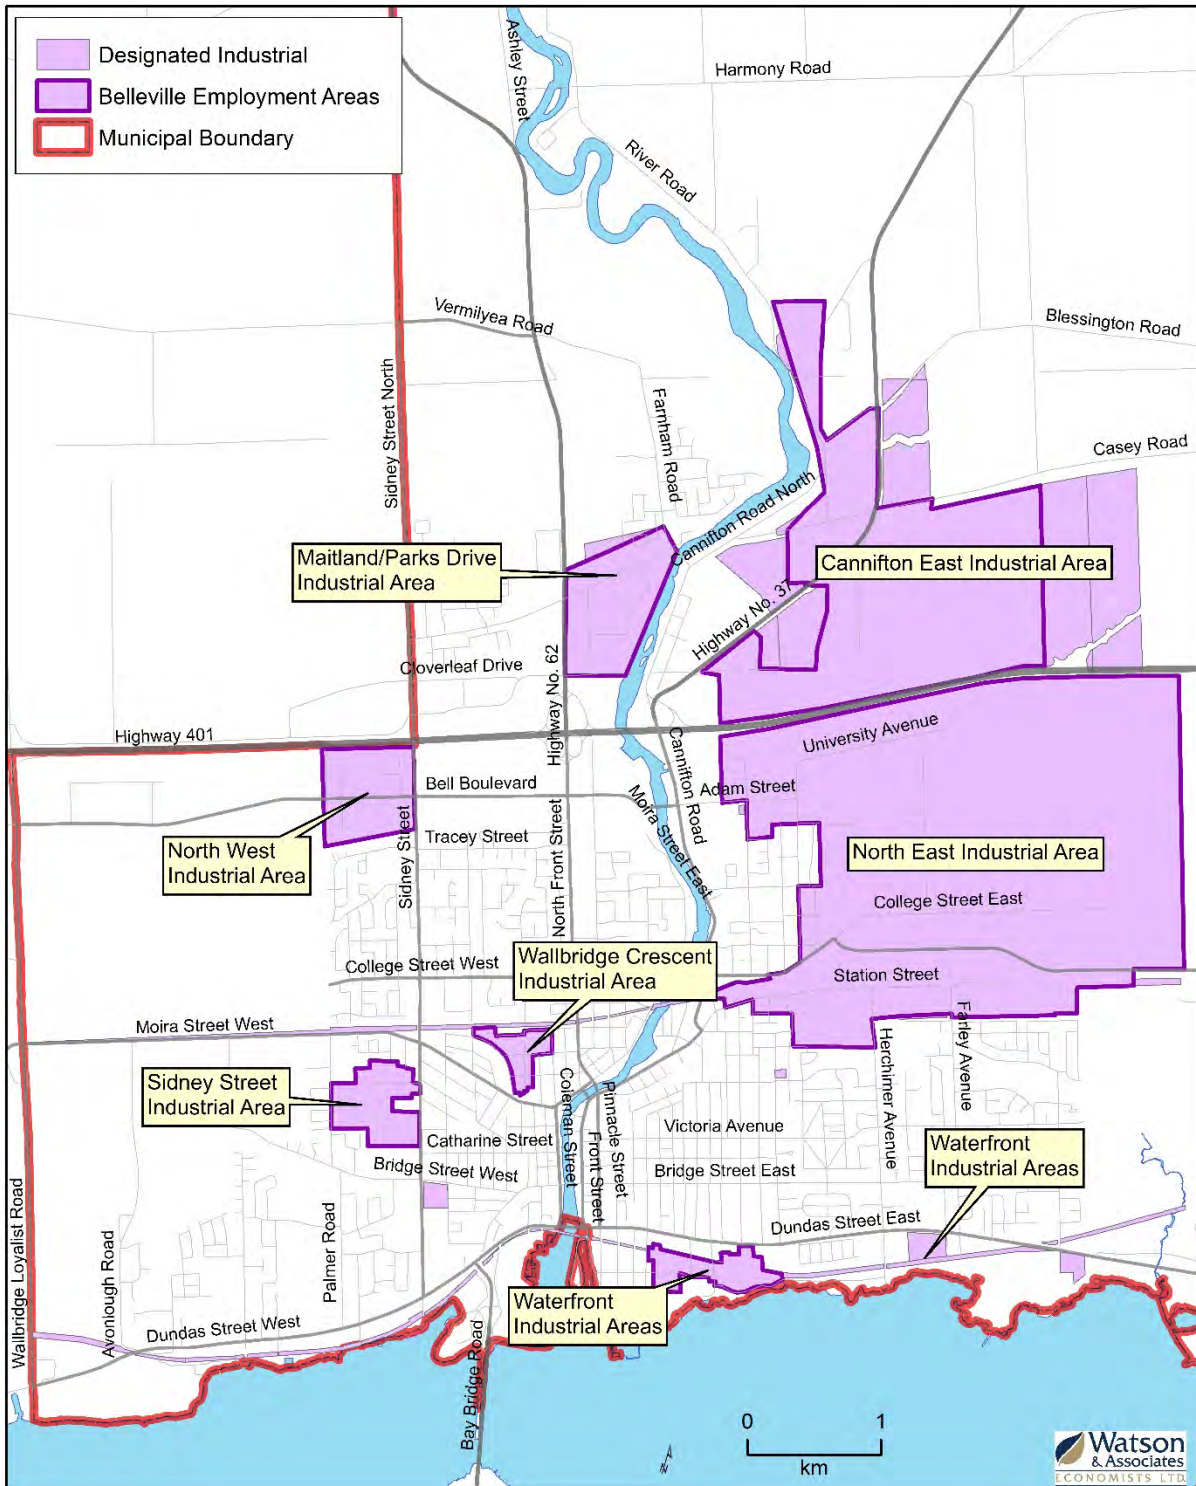 Designated Industrial
Belleville Employment Areas
Municipal Boundary
Ashley Street
Harmony Road
River Road
Vermilyea Road
Blessington Road
Sidney Street North
Farnham Road
Casey Road
Cannifton Road North
Maitland/Parks Drive
Industrial Area
Cannifton East Industrial Area
Highway No. 37
Cloverleaf Drive
Highway No. 62
Highway 401
University Avenue
Cannifton Road
Bell Boulevard
Adam Street
Moira Street East
Tracey Street
North West
Industrial Area
Sidney Street
North Front Street
North East Industrial Area
College Street East
Wallbridge Crescent
Industrial Area
College Street West
Station Street
Moira Street West
Farley Avenue
Herchimer Avenue
Sidney Street
Industrial Area
Coleman Street
Pinnacle Street
Front Street
Catharine Street
Victoria Avenue
Bridge Street West
Bridge Street East
Waterfront
Industrial Areas
Wallbridge Loyalist Road
Avonlough Road
Palmer Road
Dundas Street East
Dundas Street West
Waterfront
Industrial Areas
Bay Bridge Road
0 1
km
N
Watson
& Associates
ECONOMISTS LTD.